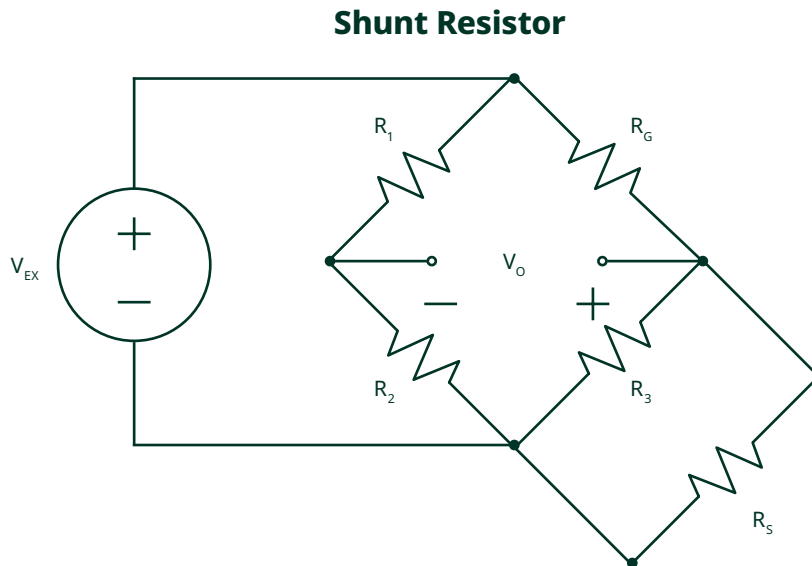 Shunt Resistor
R1
RG
VEX
+
−
VO
− +
R2
R3
RS